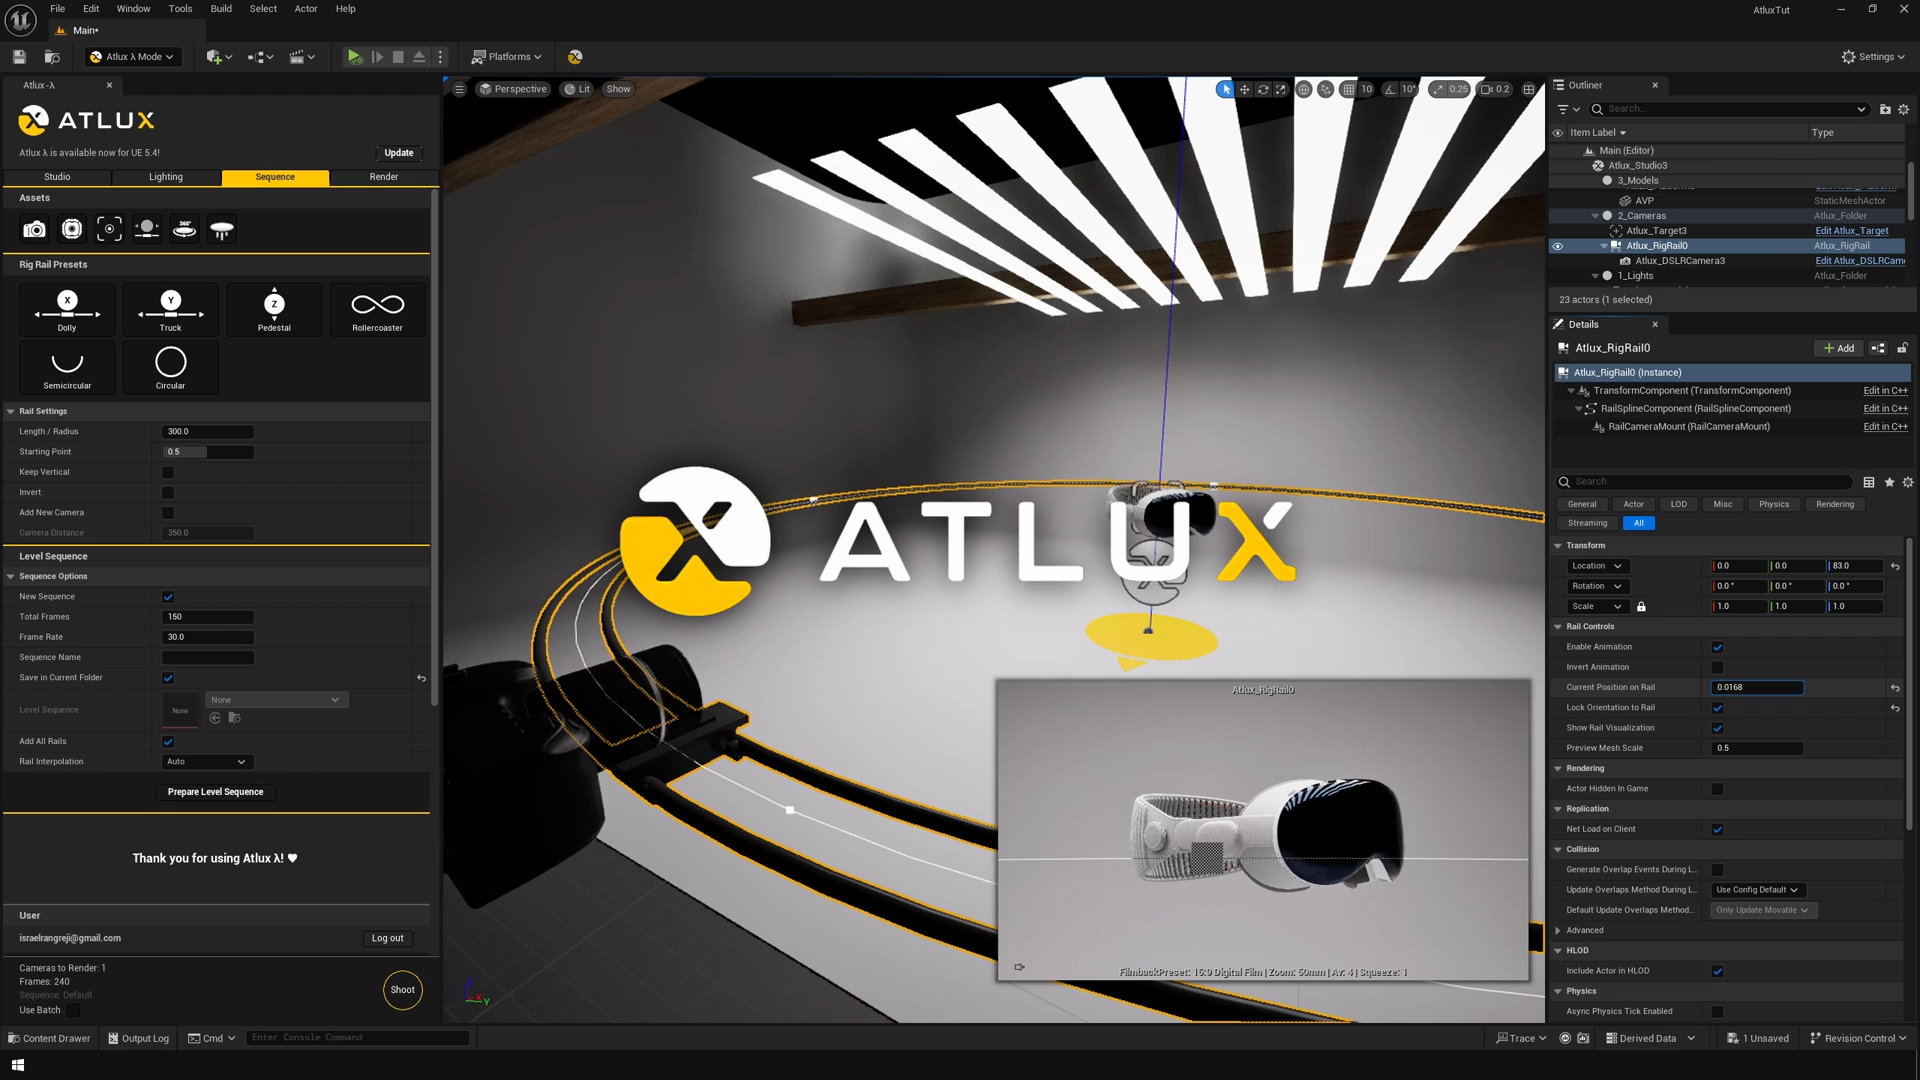 File Edit Window Tools Build Select Actor Help
AtluxTut
Main•
Atlux λ Mode
Platforms
Settings
Atlux-λ
ATLUX
Atlux λ is available now for UE 5.4!
Update
Studio Lighting Sequence Render
Assets
360°
Rig Rail Presets
X Y Z
Dolly Truck Pedestal Rollercoaster
Semicircular Circular
Rail Settings
Length / Radius 300.0
Starting Point 0.5
Keep Vertical
Invert
Add New Camera
Camera Distance 350.0
Level Sequence
Sequence Options
New Sequence
Total Frames 150
Frame Rate 30.0
Sequence Name
Save in Current Folder
Level Sequence None None
Add All Rails
Rail Interpolation Auto
Prepare Level Sequence
Thank you for using Atlux λ! ♥
User
israelrangreji@gmail.com
Log out
Cameras to Render: 1
Frames: 240
Sequence: Default
Use Batch
Shoot
Perspective Lit Show
10 10° 0.25 0.2
ATLUX
Atlux_RigRail0
FilmbackPreset: 16:9 Digital Film | Zoom: 50mm | Av: 4 | Squeeze: 1
Y
Outliner
Search...
Item Label Type
Main (Editor)
Atlux_Studio3
3_Models
AVP StaticMeshActor
2_Cameras Atlux_Folder
Atlux_Target3 Edit Atlux_Target
Atlux_RigRail0 Atlux_RigRail
Atlux_DSLRCamera3 Edit Atlux_DSLRCame
1_Lights Atlux_Folder
23 actors (1 selected)
Details
Atlux_RigRail0
Add
Atlux_RigRail0 (Instance)
TransformComponent (TransformComponent) Edit in C++
RailSplineComponent (RailSplineComponent) Edit in C++
RailCameraMount (RailCameraMount) Edit in C++
Search
General Actor LOD Misc Physics Rendering
Streaming All
Transform
Location 0.0 0.0 83.0
Rotation 0.0° 0.0° 0.0°
Scale 1.0 1.0 1.0
Rail Controls
Enable Animation
Invert Animation
Current Position on Rail 0.0168
Lock Orientation to Rail
Show Rail Visualization
Preview Mesh Scale 0.5
Rendering
Actor Hidden In Game
Replication
Net Load on Client
Collision
Generate Overlap Events During L...
Update Overlaps Method During L... Use Config Default
Default Update Overlaps Method... Only Update Movable
Advanced
HLOD
Include Actor in HLOD
Physics
Async Physics Tick Enabled
Content Drawer Output Log Cmd Enter Console Command
Trace Derived Data 1 Unsaved Revision Control